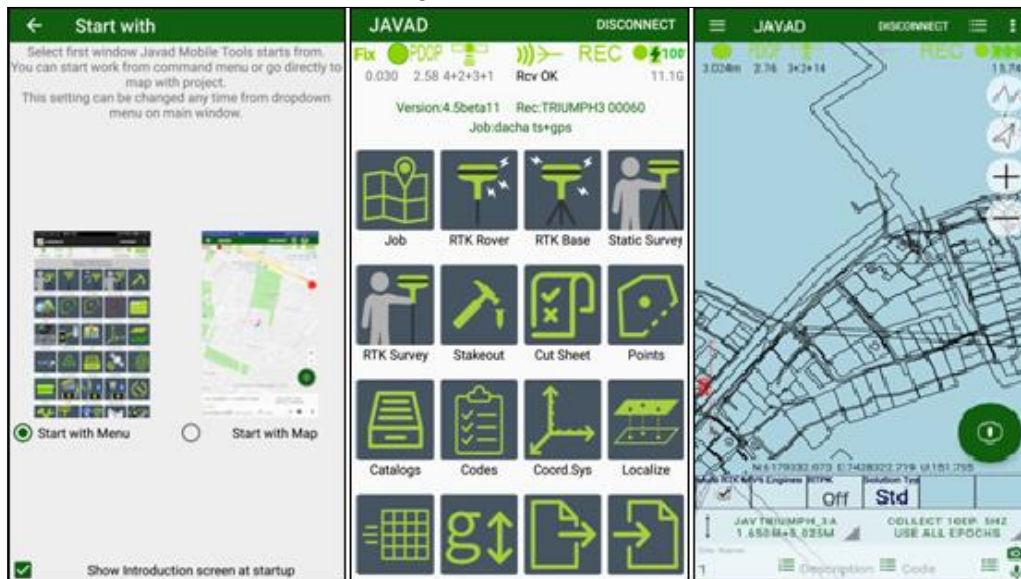 Start with
Select first window Javad Mobile Tools starts from.
You can start work from command menu or go directly to
map with project.
This setting can be changed any time from dropdown
menu on main window.
Start with Menu
Start with Map
Show Introduction screen at startup
JAVAD DISCONNECT
Fix PDOP REC 100
0.030 2.58 4+2+3+1 Rcv OK 11.1G
Version:4.5beta11 Rec:TRIUMPH3 00060
Job:dacha ts+gps
Job RTK Rover RTK Base Static Survey
RTK Survey Stakeout Cut Sheet Points
Catalogs Codes Coord.Sys Localize
JAVAD DISCONNECT
PDOP REC
3.024m 2.76
Off Std
USE ALL EPOCHS
1 Description Code